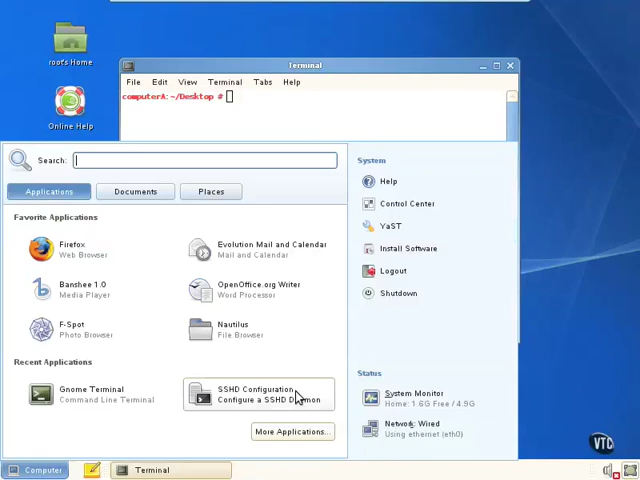 root's Home
Online Help
Terminal
File Edit View Terminal Tabs Help
computerA:~/Desktop #
Search:
Applications Documents Places
Favorite Applications
Firefox
Web Browser
Evolution Mail and Calendar
Mail and Calendar
Banshee 1.0
Media Player
OpenOffice.org Writer
Word Processor
F-Spot
Photo Browser
Nautilus
File Browser
Recent Applications
Gnome Terminal
Command Line Terminal
SSHD Configuration
Configure a SSHD Daemon
More Applications...
System
Help
Control Center
YaST
Install Software
Logout
Shutdown
Status
System Monitor
Home: 1.6G Free / 4.9G
Network: Wired
Using ethernet (eth0)
VTC
Computer
Terminal